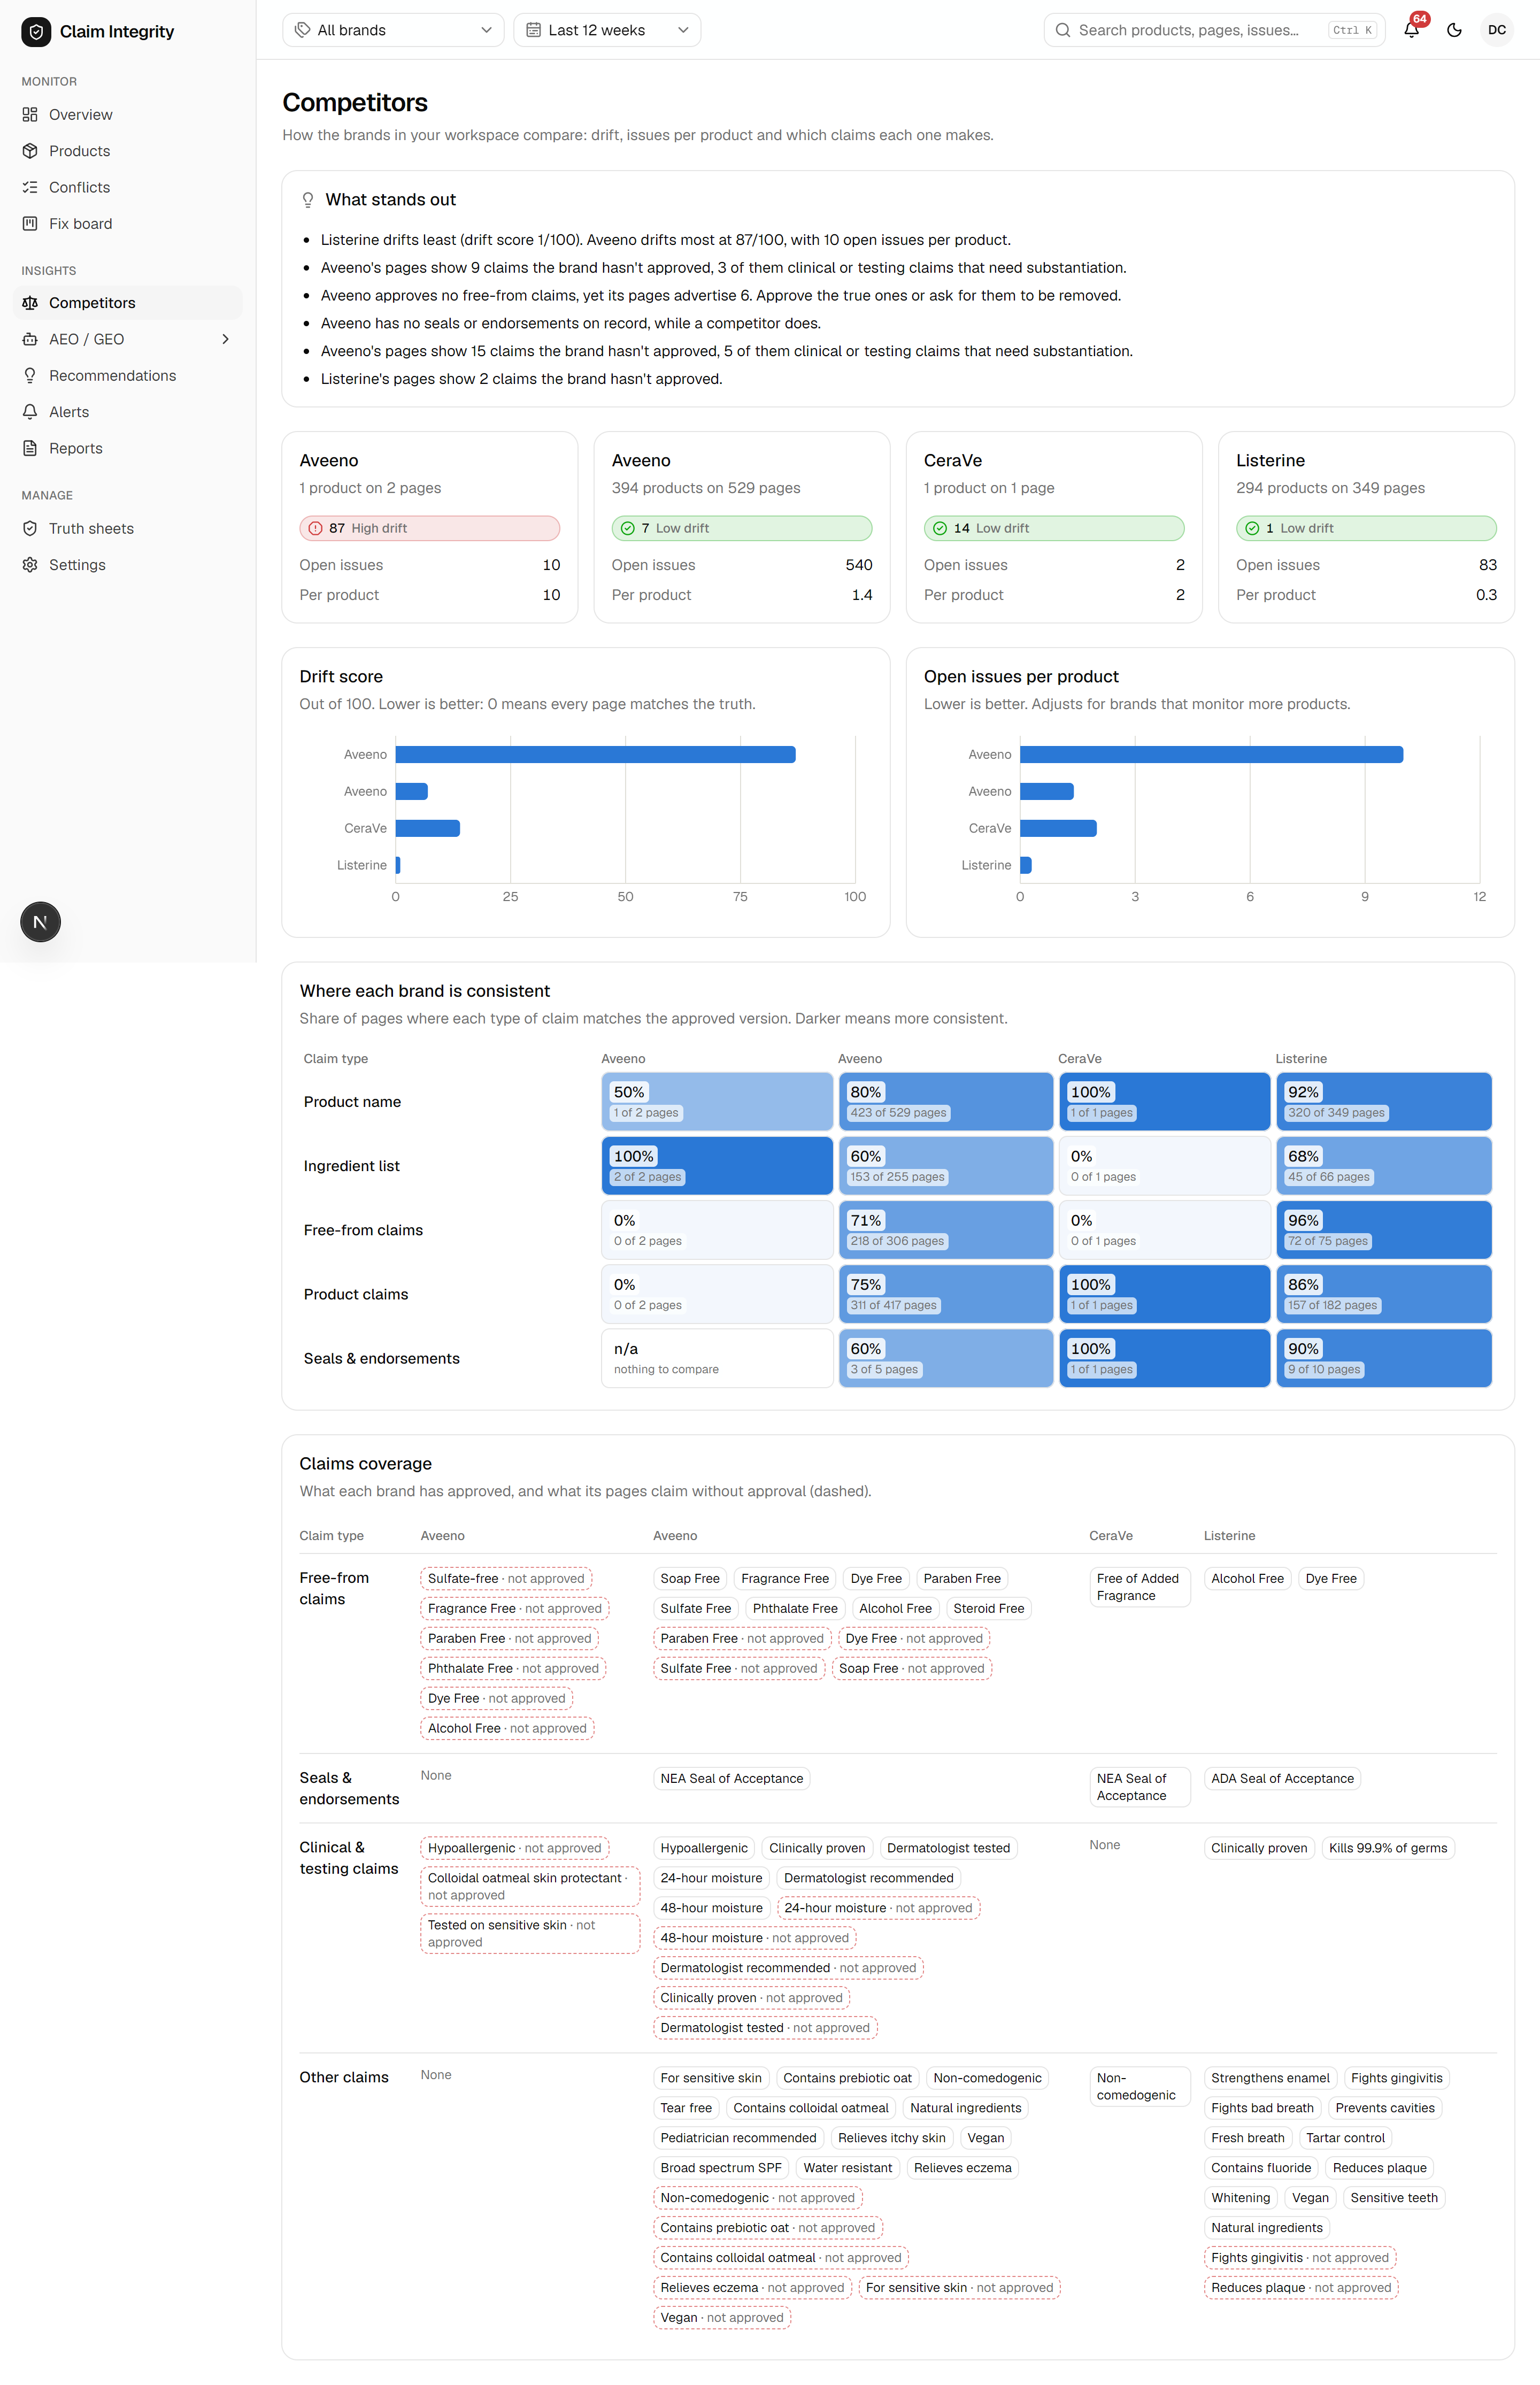 Claim Integrity
All brands
Last 12 weeks
Search products, pages, issues...
Ctrl K
64
DC
MONITOR
Overview
Products
Conflicts
Fix board
INSIGHTS
Competitors
AEO / GEO
Recommendations
Alerts
Reports
MANAGE
Truth sheets
Settings
N
Competitors
How the brands in your workspace compare: drift, issues per product and which claims each one makes.
What stands out
Listerine drifts least (drift score 1/100). Aveeno drifts most at 87/100, with 10 open issues per product.
Aveeno's pages show 9 claims the brand hasn't approved, 3 of them clinical or testing claims that need substantiation.
Aveeno approves no free-from claims, yet its pages advertise 6. Approve the true ones or ask for them to be removed.
Aveeno has no seals or endorsements on record, while a competitor does.
Aveeno's pages show 15 claims the brand hasn't approved, 5 of them clinical or testing claims that need substantiation.
Listerine's pages show 2 claims the brand hasn't approved.
Aveeno
1 product on 2 pages
87 High drift
Open issues 10
Per product 10
Aveeno
394 products on 529 pages
7 Low drift
Open issues 540
Per product 1.4
CeraVe
1 product on 1 page
14 Low drift
Open issues 2
Per product 2
Listerine
294 products on 349 pages
1 Low drift
Open issues 83
Per product 0.3
Drift score
Out of 100. Lower is better: 0 means every page matches the truth.
Aveeno
Aveeno
CeraVe
Listerine
0 25 50 75 100
Open issues per product
Lower is better. Adjusts for brands that monitor more products.
Aveeno
Aveeno
CeraVe
Listerine
0 3 6 9 12
Where each brand is consistent
Share of pages where each type of claim matches the approved version. Darker means more consistent.
Claim type Aveeno Aveeno CeraVe Listerine
Product name
50% 80% 100% 92%
1 of 2 pages 423 of 529 pages 1 of 1 pages 320 of 349 pages
Ingredient list
100% 60% 0% 68%
2 of 2 pages 153 of 255 pages 0 of 1 pages 45 of 66 pages
Free-from claims
0% 71% 0% 96%
0 of 2 pages 218 of 306 pages 0 of 1 pages 72 of 75 pages
Product claims
0% 75% 100% 86%
0 of 2 pages 311 of 417 pages 1 of 1 pages 157 of 182 pages
Seals & endorsements
n/a 60% 100% 90%
nothing to compare 3 of 5 pages 1 of 1 pages 9 of 10 pages
Claims coverage
What each brand has approved, and what its pages claim without approval (dashed).
Claim type Aveeno Aveeno CeraVe Listerine
Free-from
claims
Sulfate-free · not approved
Fragrance Free · not approved
Paraben Free · not approved
Phthalate Free · not approved
Dye Free · not approved
Alcohol Free · not approved
Soap Free Fragrance Free Dye Free Paraben Free
Sulfate Free Phthalate Free Alcohol Free Steroid Free
Paraben Free · not approved Dye Free · not approved
Sulfate Free · not approved Soap Free · not approved
Free of Added
Fragrance
Alcohol Free Dye Free
Seals &
endorsements
None
NEA Seal of Acceptance
NEA Seal of
Acceptance
ADA Seal of Acceptance
Clinical &
testing claims
Hypoallergenic · not approved
Colloidal oatmeal skin protectant ·
not approved
Tested on sensitive skin · not
approved
Hypoallergenic Clinically proven Dermatologist tested
24-hour moisture Dermatologist recommended
48-hour moisture 24-hour moisture · not approved
48-hour moisture · not approved
Dermatologist recommended · not approved
Clinically proven · not approved
Dermatologist tested · not approved
None
Clinically proven Kills 99.9% of germs
Other claims
None
For sensitive skin Contains prebiotic oat Non-comedogenic
Tear free Contains colloidal oatmeal Natural ingredients
Pediatrician recommended Relieves itchy skin Vegan
Broad spectrum SPF Water resistant Relieves eczema
Non-comedogenic · not approved
Contains prebiotic oat · not approved
Contains colloidal oatmeal · not approved
Relieves eczema · not approved For sensitive skin · not approved
Vegan · not approved
Non-
comedogenic
Strengthens enamel Fights gingivitis
Fights bad breath Prevents cavities
Fresh breath Tartar control
Contains fluoride Reduces plaque
Whitening Vegan Sensitive teeth
Natural ingredients
Fights gingivitis · not approved
Reduces plaque · not approved